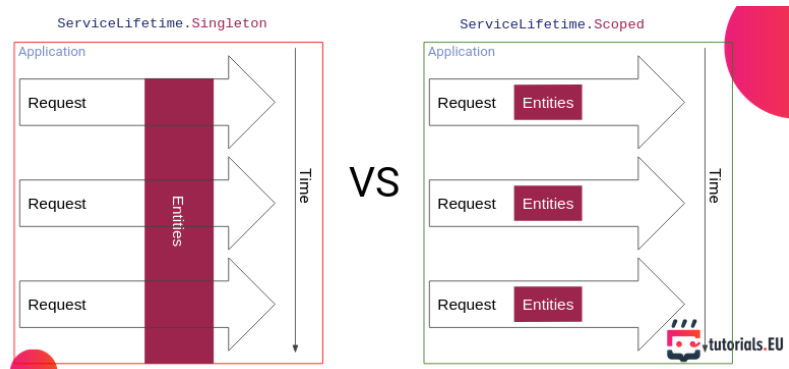 ServiceLifetime.Singleton
Application
Request
Request
Entities
Request
Time
VS
ServiceLifetime.Scoped
Application
Request Entities
Request Entities
Request Entities
Time
tutorials.EU